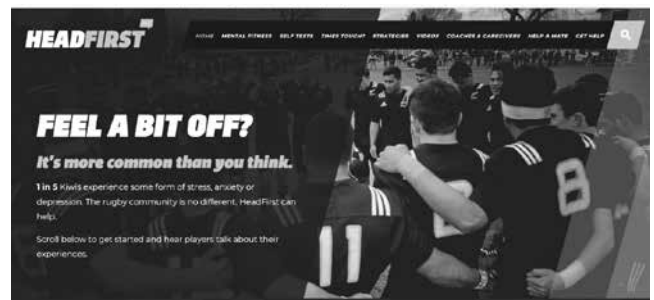 HEADFIRST
HOME MENTAL FITNESS SELF TESTS TIMES TOUGH? STRATEGIES VIDEOS COACHES & CAREGIVERS HELP A MATE GET HELP
FEEL A BIT OFF?
It's more common than you think.
1 in 5 Kiwis experience some form of stress, anxiety or
depression. The rugby community is no different, HeadFirst can
help.
Scroll below to get started and hear players talk about their
experiences.
11
2
8